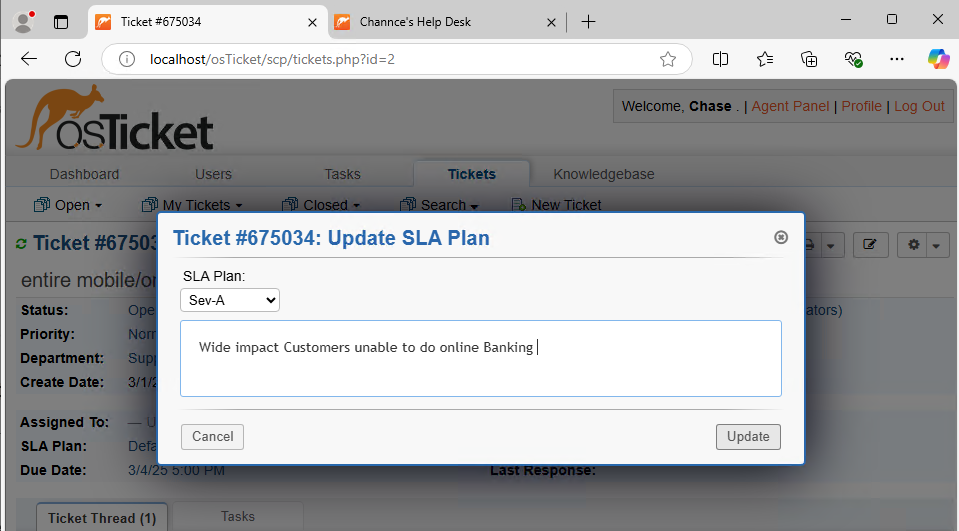 Ticket #675034
Channce's Help Desk
localhost/osTicket/scp/tickets.php?id=2
osTicket
Welcome, Chase . | Agent Panel | Profile | Log Out
Dashboard Users Tasks Tickets Knowledgebase
Open My Tickets Closed Search New Ticket
Ticket #67503
entire mobile/on
Ticket #675034: Update SLA Plan
SLA Plan:
Sev-A
Wide impact Customers unable to do online Banking
Cancel Update
Status: Ope
ators)
Priority: Norr
Department: Supp
Create Date: 3/1/2
Assigned To: — U
SLA Plan: Defa
Due Date: 3/4/25 5:00 PM
Last Response:
Ticket Thread (1) Tasks